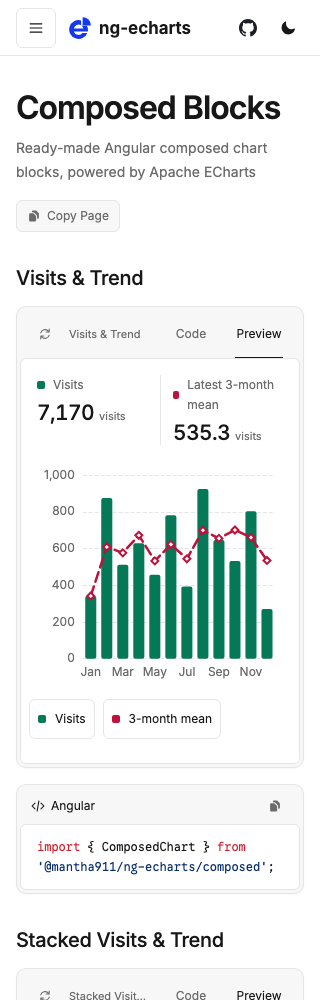 ng-echarts
Composed Blocks
Ready-made Angular composed chart
blocks, powered by Apache ECharts
Copy Page
Visits & Trend
Visits & Trend
Code
Preview
Visits
7,170 visits
Latest 3-month
mean
535.3 visits
1,000
800
600
400
200
0
Jan Mar May Jul Sep Nov
Visits
3-month mean
Angular
import { ComposedChart } from
'@mantha911/ng-echarts/composed';
Stacked Visits & Trend
Stacked Visit...
Code
Preview